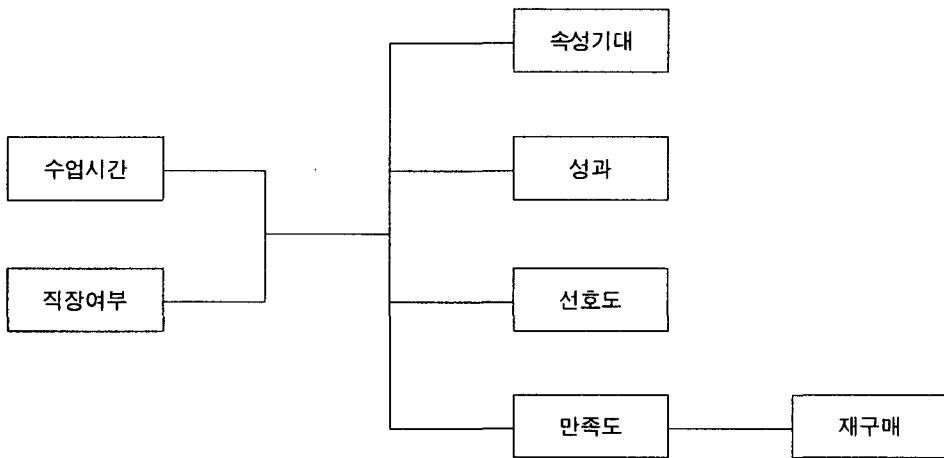 속성기대
수업시간
성과
직장여부
선호도
만족도
재구매